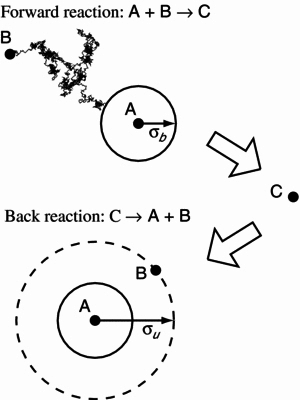 Forward reaction: A + B → C
B
A
σb
C
Back reaction: C → A + B
B
A
σu